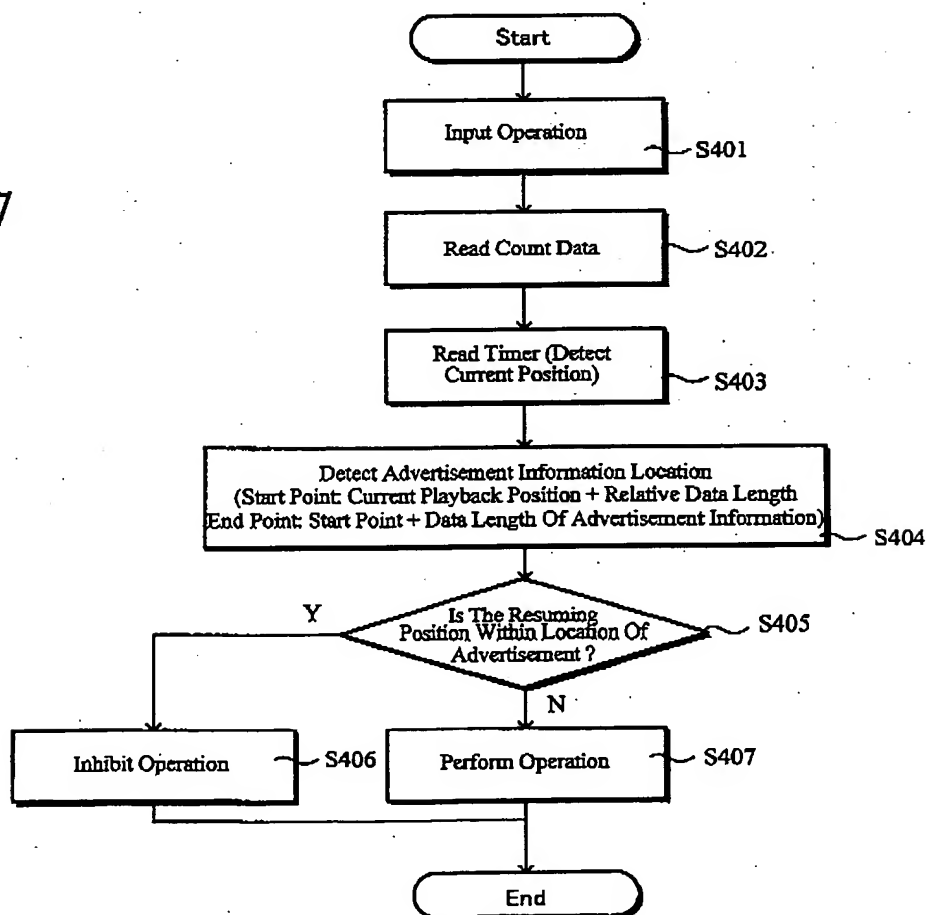 Start
Input Operation
S401
Read Count Data
S402
Read Timer (Detect
Current Position)
S403
Detect Advertisement Information Location
(Start Point: Current Playback Position + Relative Data Length
End Point: Start Point + Data Length Of Advertisement Information)
S404
Y
Is The Resuming
Position Within Location Of
Advertisement ?
S405
N
Inhibit Operation
S406
Perform Operation
S407
End